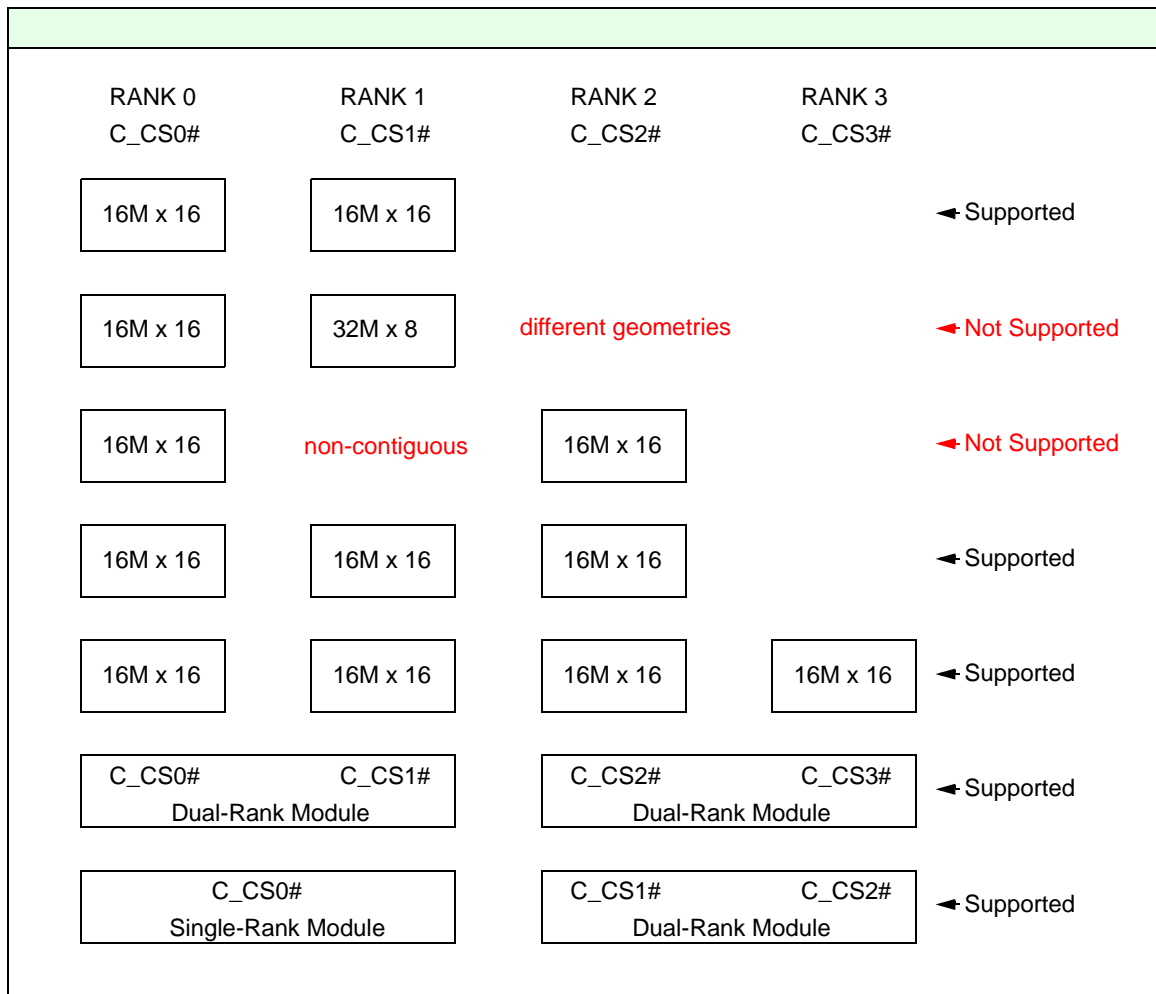 RANK 0 RANK 1 RANK 2 RANK 3
C_CS0# C_CS1# C_CS2# C_CS3#
16M x 16 16M x 16 Supported
16M x 16 32M x 8 different geometries Not Supported
16M x 16 non-contiguous 16M x 16 Not Supported
16M x 16 16M x 16 16M x 16 Supported
16M x 16 16M x 16 16M x 16 16M x 16 Supported
C_CS0# C_CS1# C_CS2# C_CS3#
Supported
Dual-Rank Module Dual-Rank Module
C_CS0# C_CS1# C_CS2#
Supported
Single-Rank Module Dual-Rank Module